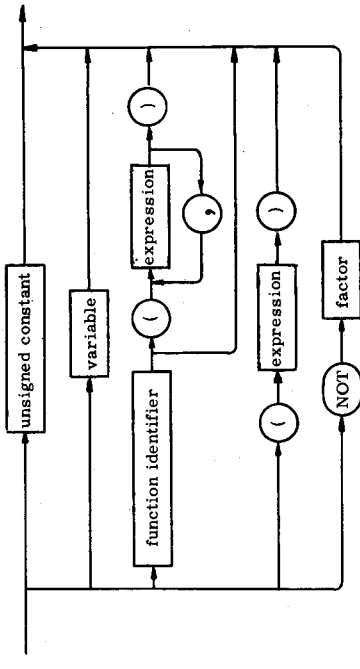 unsigned constant
variable
function identifier
(
expression
)
,
(
expression
)
NOT
factor